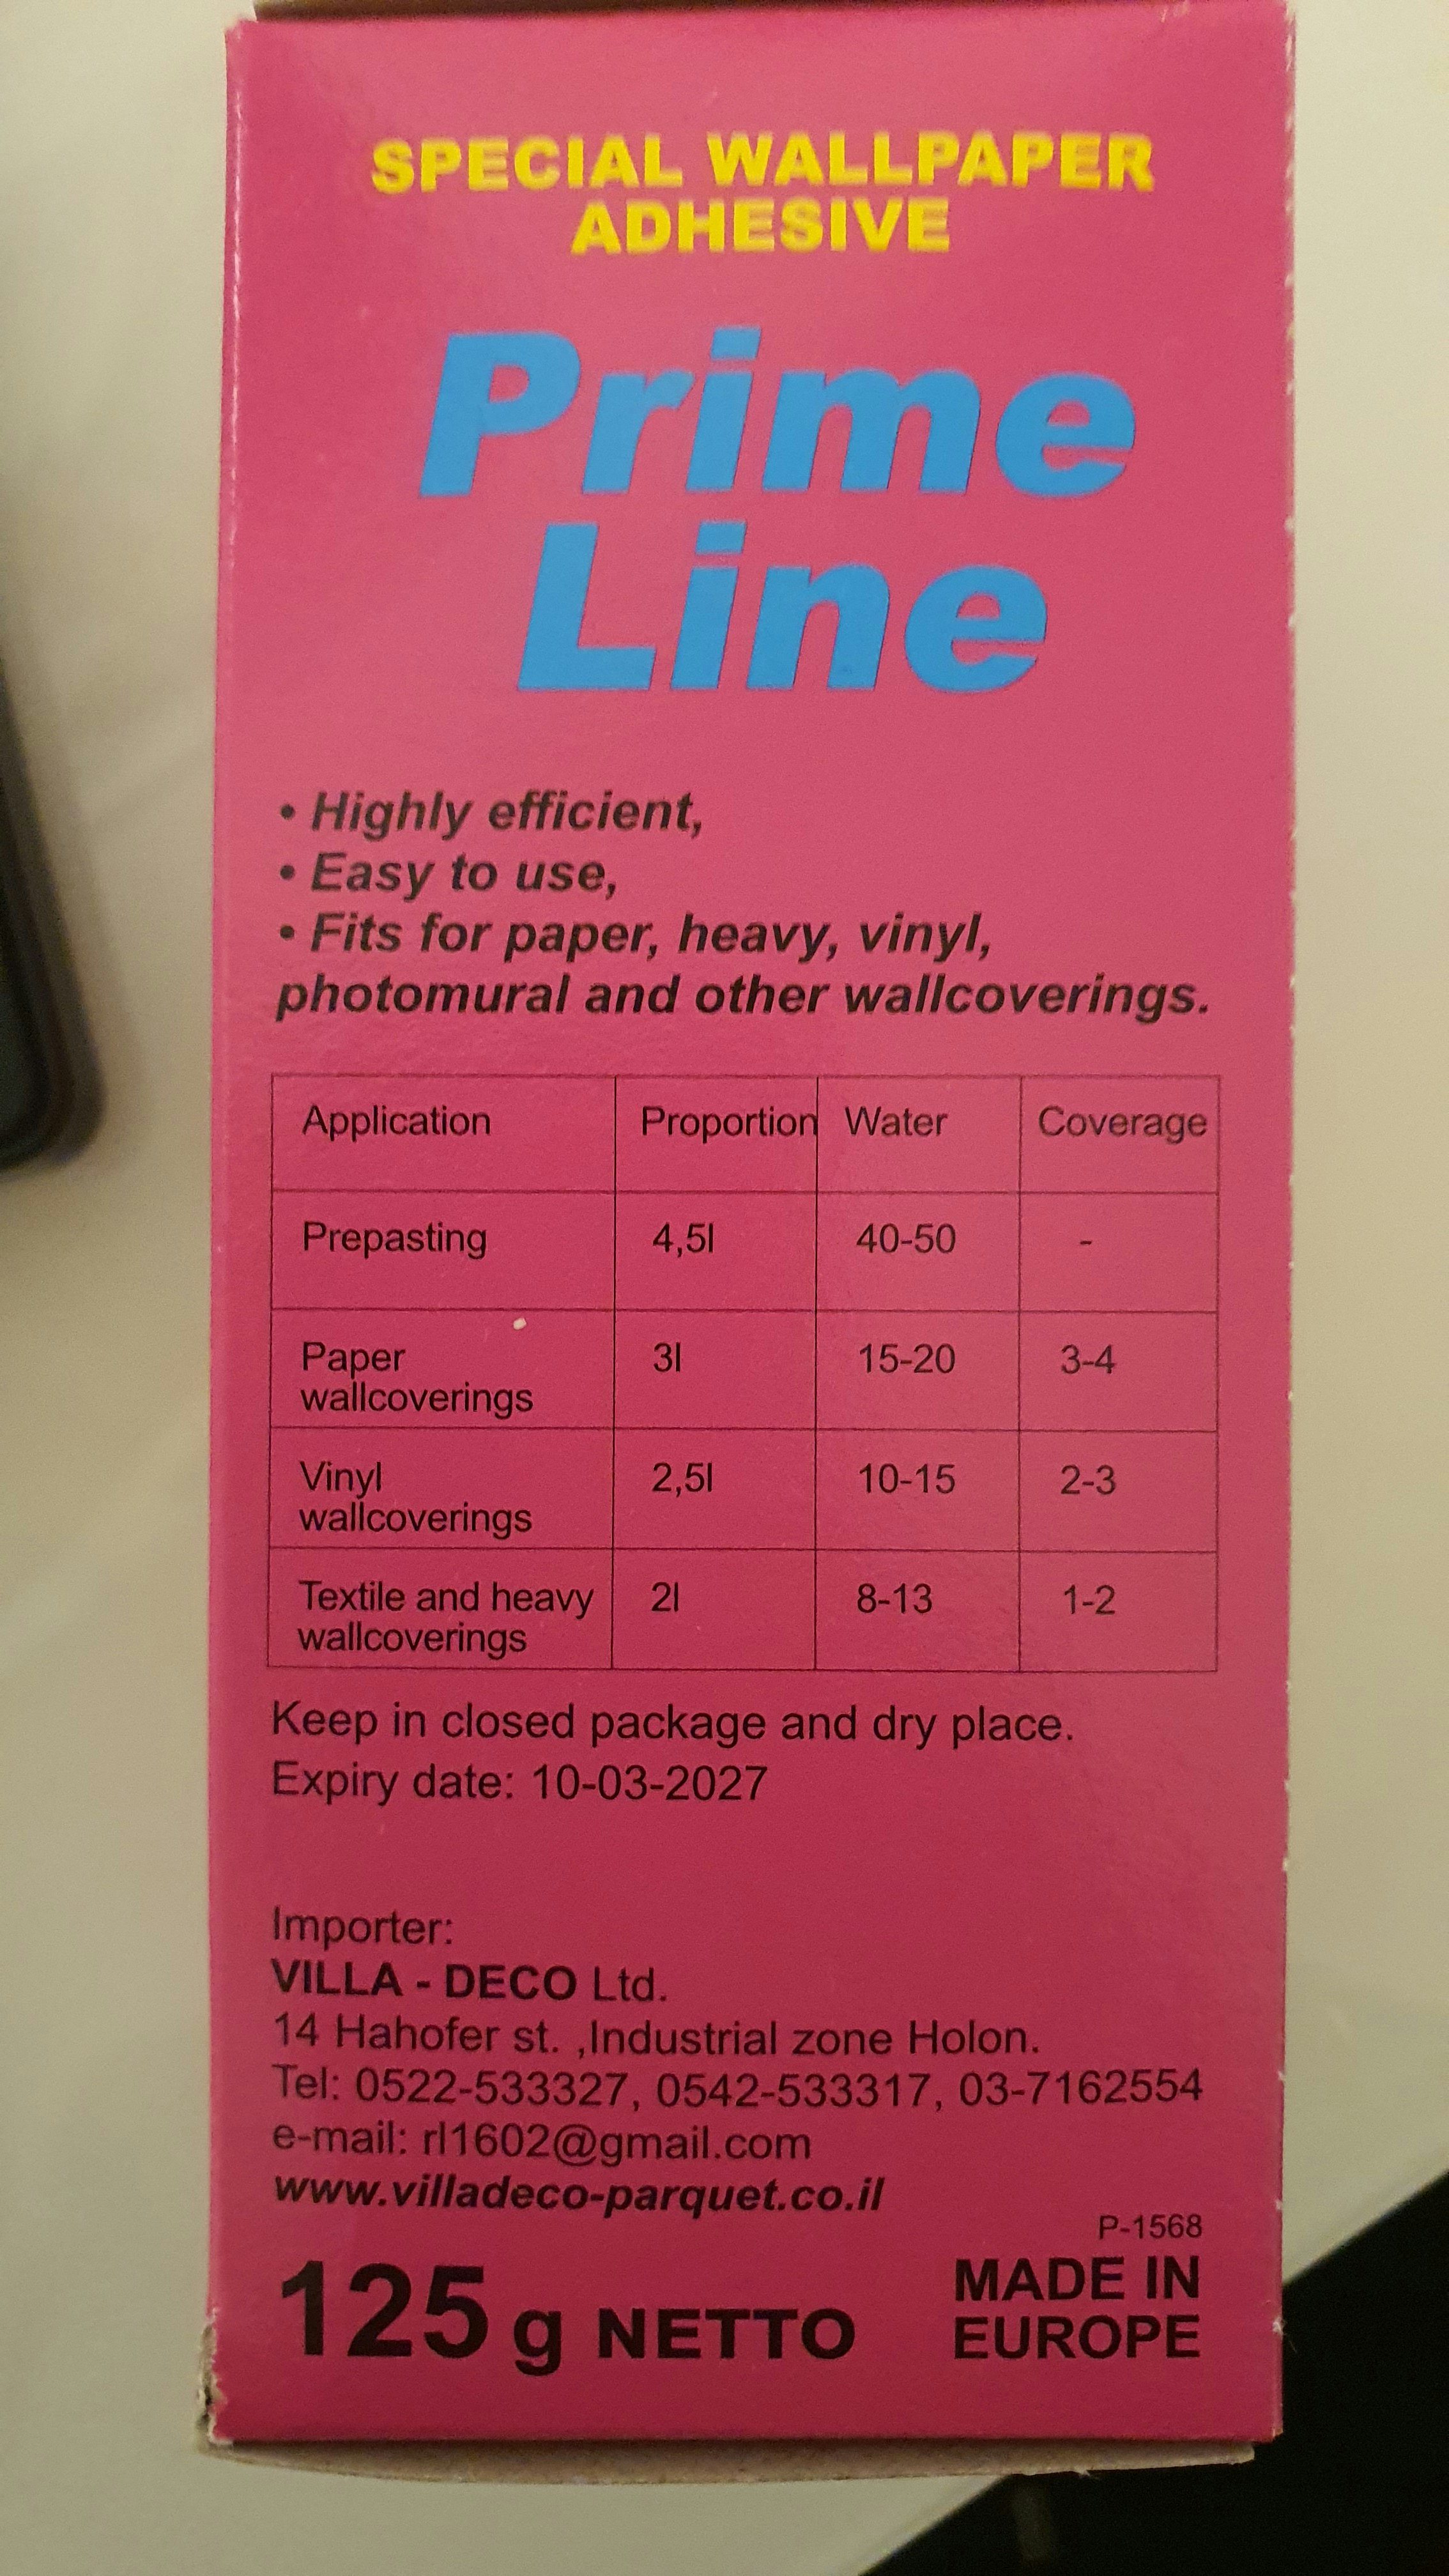 SPECIAL WALLPAPER
ADHESIVE
Prime
Line
• Highly efficient,
• Easy to use,
• Fits for paper, heavy, vinyl,
photomural and other wallcoverings.
Application Proportion Water Coverage
Prepasting 4,5l 40-50 -
Paper
wallcoverings 3l 15-20 3-4
Vinyl
wallcoverings 2,5l 10-15 2-3
Textile and heavy
wallcoverings 2l 8-13 1-2
Keep in closed package and dry place.
Expiry date: 10-03-2027
Importer:
VILLA - DECO Ltd.
14 Hahofer st. ,Industrial zone Holon.
Tel: 0522-533327, 0542-533317, 03-7162554
e-mail: rl1602@gmail.com
www.villadeco-parquet.co.il
P-1568
125 g NETTO
MADE IN
EUROPE